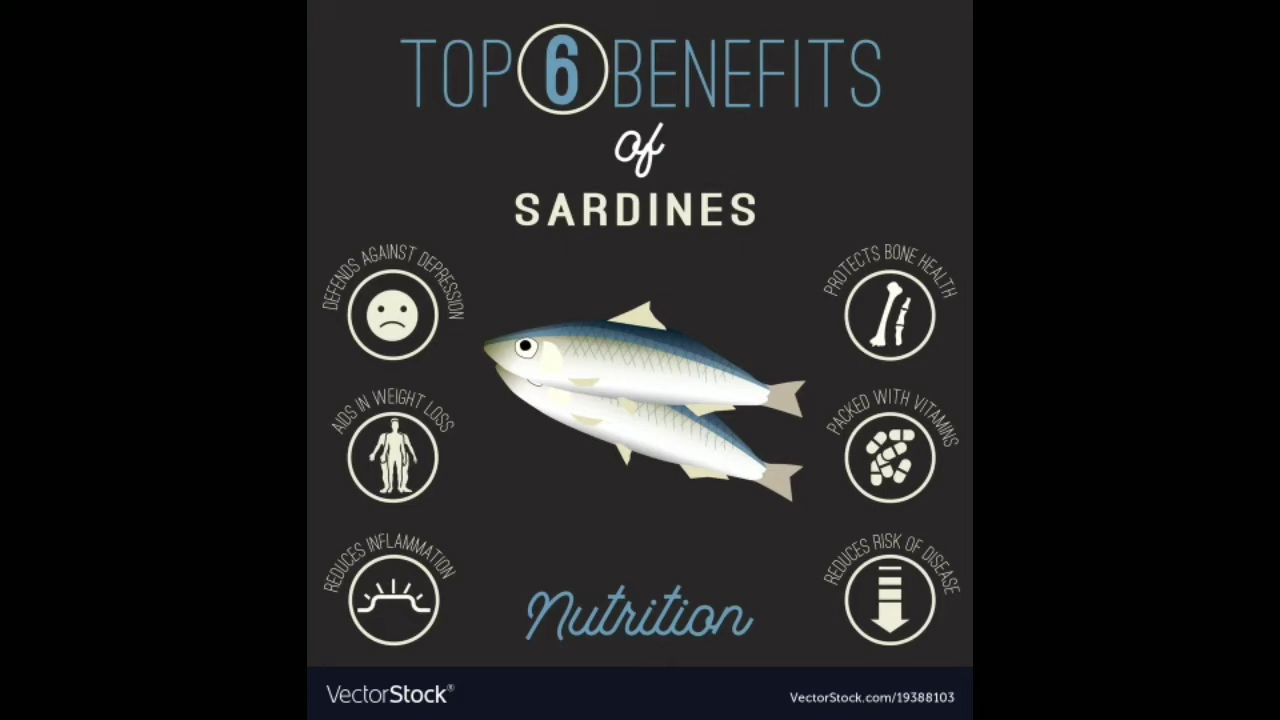 TOP 6 BENEFITS
of
SARDINES
DEFENDS AGAINST DEPRESSION
PROTECTS BONE HEALTH
AIDS IN WEIGHT LOSS
PACKED WITH VITAMINS
REDUCES INFLAMMATION
REDUCES RISK OF DISEASE
Nutrition
VectorStock®
VectorStock.com/19388103